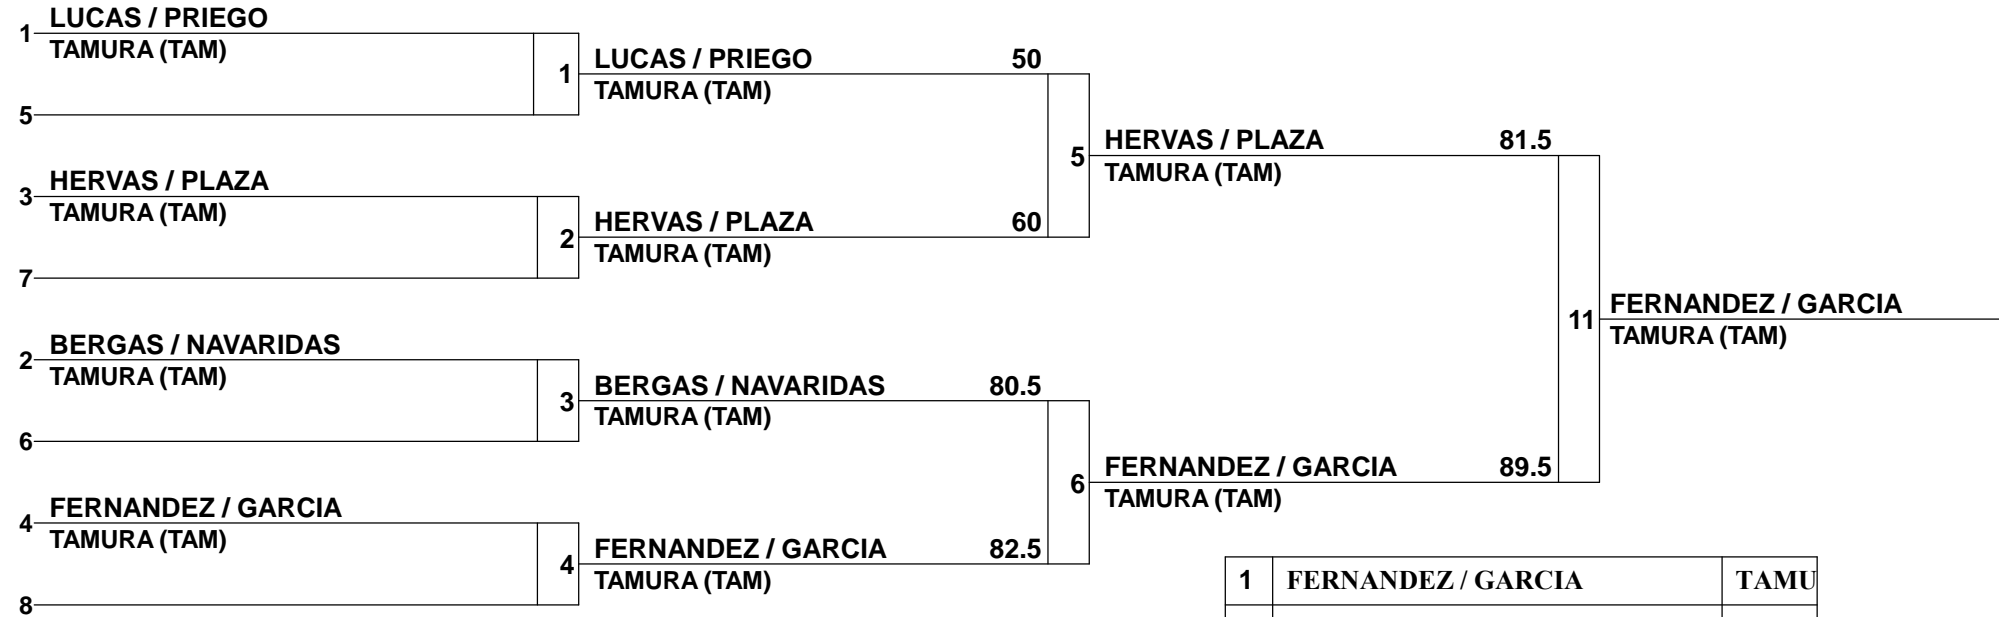 LUCAS / PRIEGO
1
TAMURA (TAM)
5
HERVAS / PLAZA
3
TAMURA (TAM)
7
BERGAS / NAVARIDAS
2
TAMURA (TAM)
6
FERNANDEZ / GARCIA
4
TAMURA (TAM)
8
1
LUCAS / PRIEGO 50
TAMURA (TAM)
2
HERVAS / PLAZA 60
TAMURA (TAM)
3
BERGAS / NAVARIDAS 80.5
TAMURA (TAM)
4
FERNANDEZ / GARCIA 82.5
TAMURA (TAM)
5
HERVAS / PLAZA 81.5
TAMURA (TAM)
6
FERNANDEZ / GARCIA 89.5
TAMURA (TAM)
11
FERNANDEZ / GARCIA
TAMURA (TAM)
1 FERNANDEZ / GARCIA TAMU